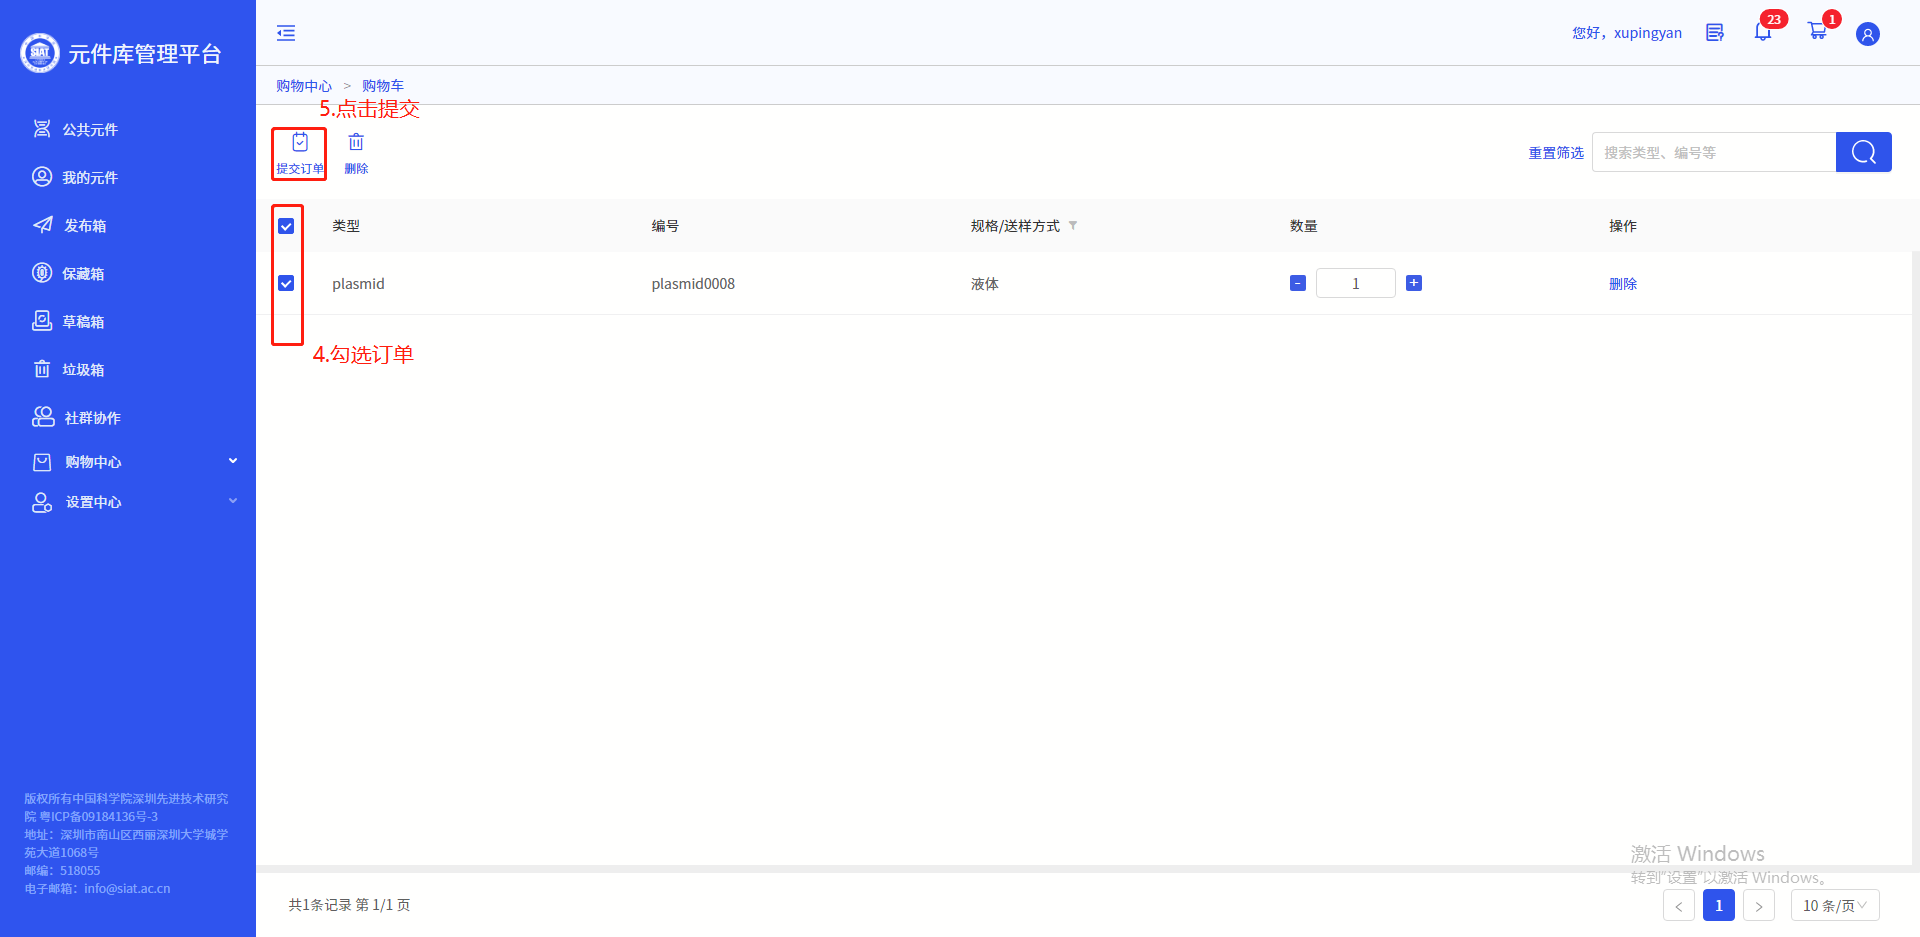 SIAT
元件库管理平台
公共元件
我的元件
发布箱
保藏箱
草稿箱
垃圾箱
社群协作
购物中心
设置中心
版权所有中国科学院深圳先进技术研究
院 粤ICP备09184136号-3
地址：深圳市南山区西丽深圳大学城学
苑大道1068号
邮编：518055
电子邮箱：info@siat.ac.cn
您好，xupingyan
23
1
购物中心 > 购物车
5.点击提交
提交订单
删除
重置筛选
搜索类型、编号等
类型 编号 规格/送样方式 数量 操作
plasmid plasmid0008 液体 - 1 + 删除
4.勾选订单
激活 Windows
转到"设置"以激活 Windows。
共1条记录 第 1/1 页
< 1 > 10 条/页